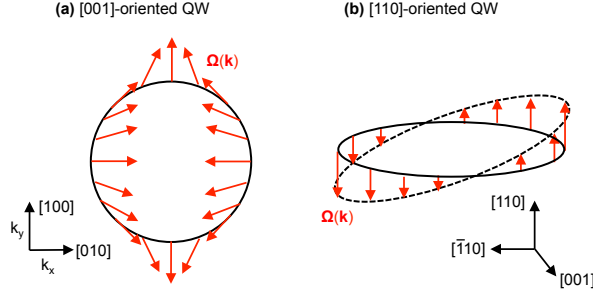 (a) [001]-oriented QW
(b) [110]-oriented QW
Ω(k)
Ω(k)
[100]
k_y
[010]
k_x
[110]
[1̅10]
[001]